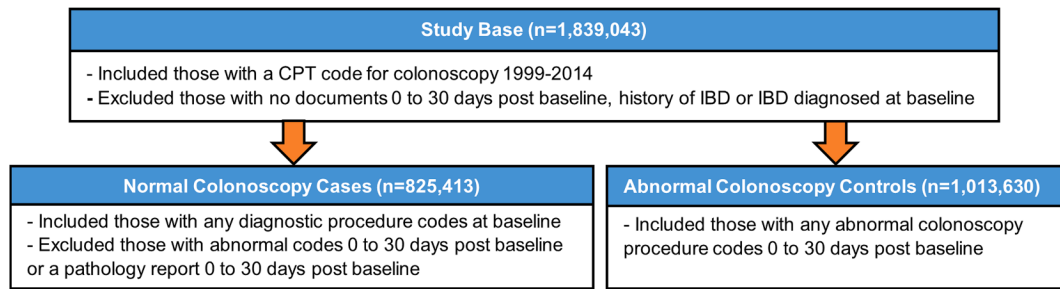 Study Base (n=1,839,043)
- Included those with a CPT code for colonoscopy 1999-2014
- Excluded those with no documents 0 to 30 days post baseline, history of IBD or IBD diagnosed at baseline
Normal Colonoscopy Cases (n=825,413)
- Included those with any diagnostic procedure codes at baseline
- Excluded those with abnormal codes 0 to 30 days post baseline
or a pathology report 0 to 30 days post baseline
Abnormal Colonoscopy Controls (n=1,013,630)
- Included those with any abnormal colonoscopy
procedure codes 0 to 30 days post baseline